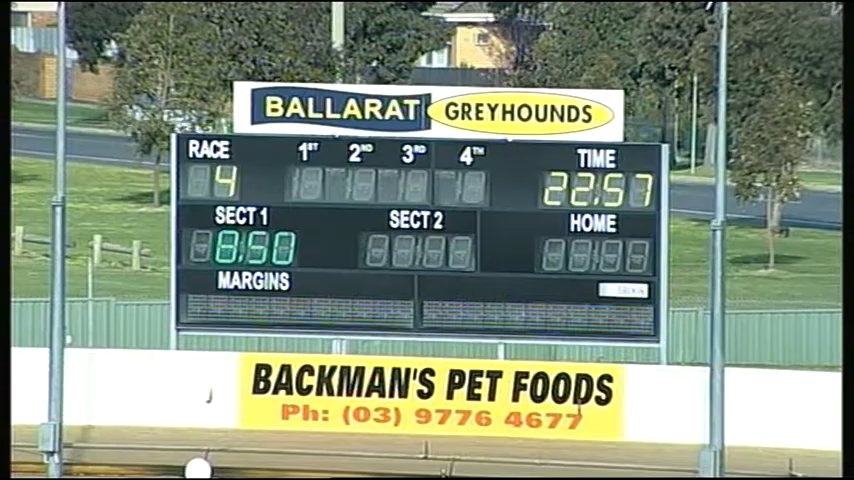 BALLARAT GREYHOUNDS
RACE 1ST 2ND 3RD 4TH TIME
4 22:57
SECT 1 SECT 2 HOME
8.50
MARGINS
BACKMAN'S PET FOODS
Ph: (03) 9776 4677